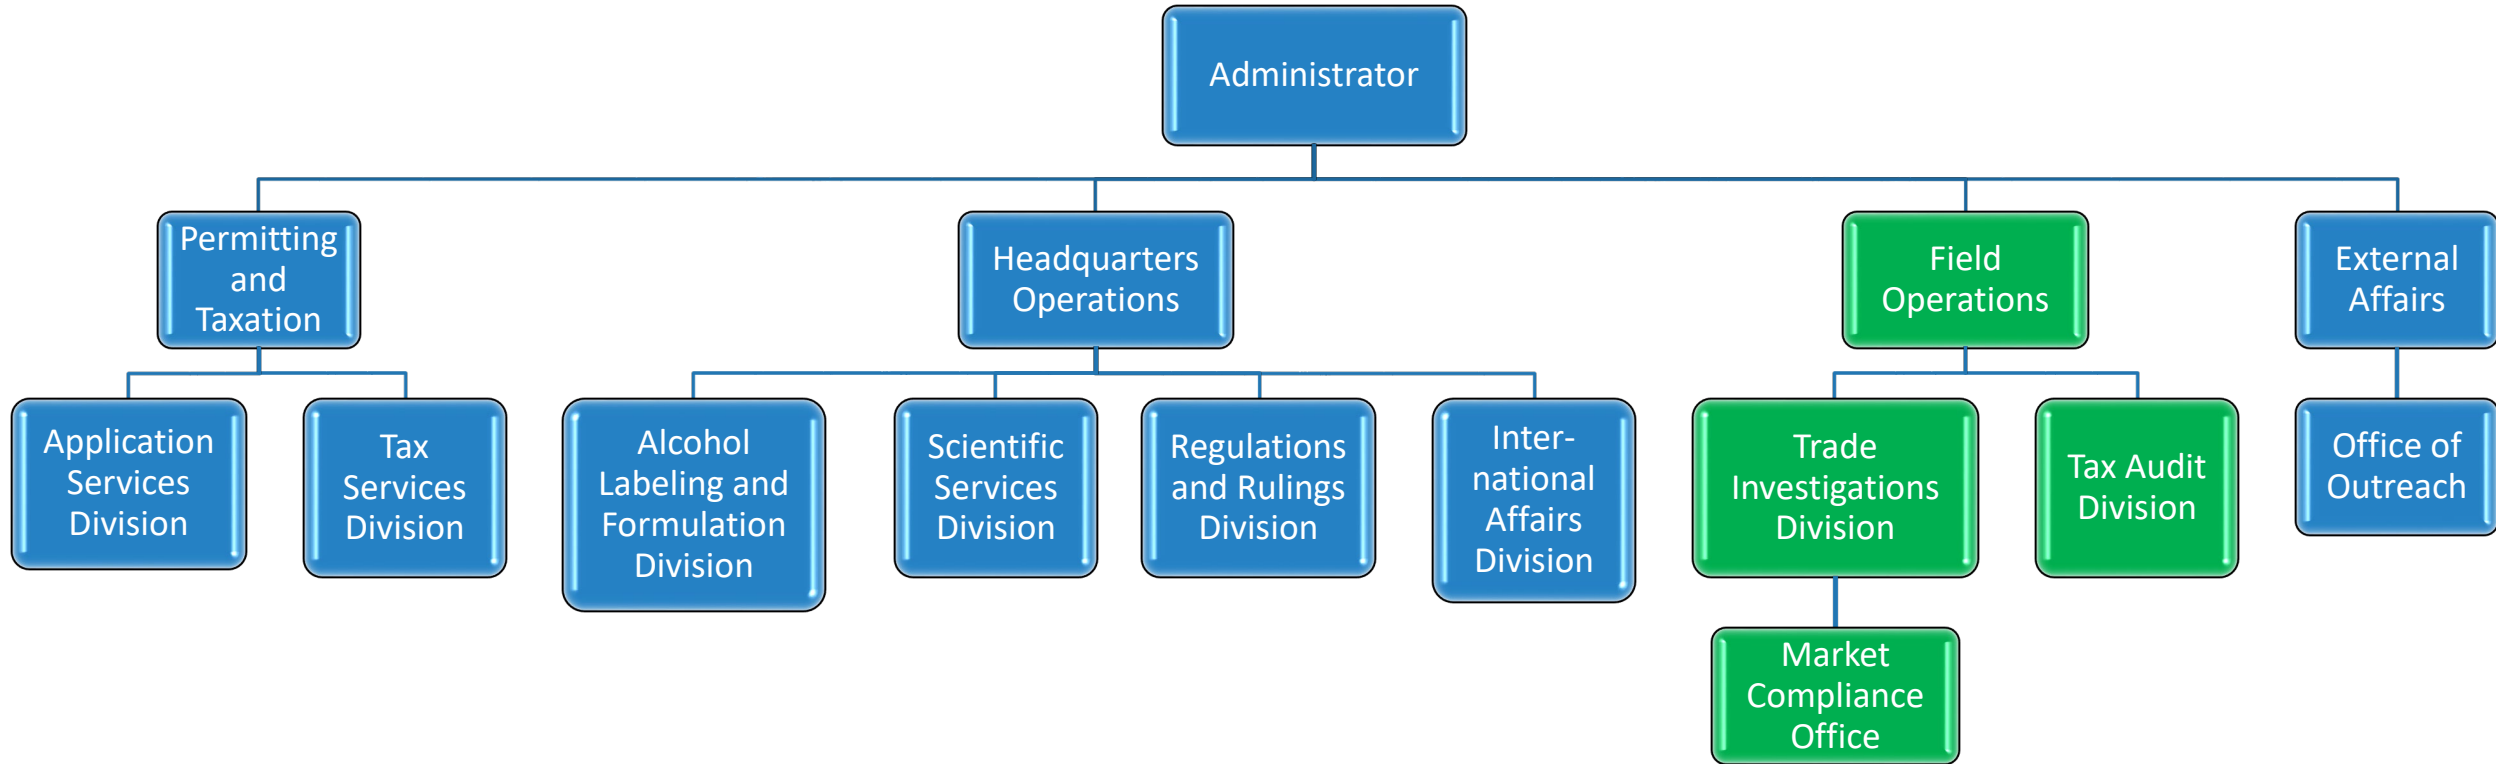 Administrator
Permitting
and
Taxation
Headquarters
Operations
Field
Operations
External
Affairs
Application
Services
Division
Tax
Services
Division
Alcohol
Labeling and
Formulation
Division
Scientific
Services
Division
Regulations
and Rulings
Division
Inter-
national
Affairs
Division
Trade
Investigations
Division
Tax Audit
Division
Office of
Outreach
Market
Compliance
Office